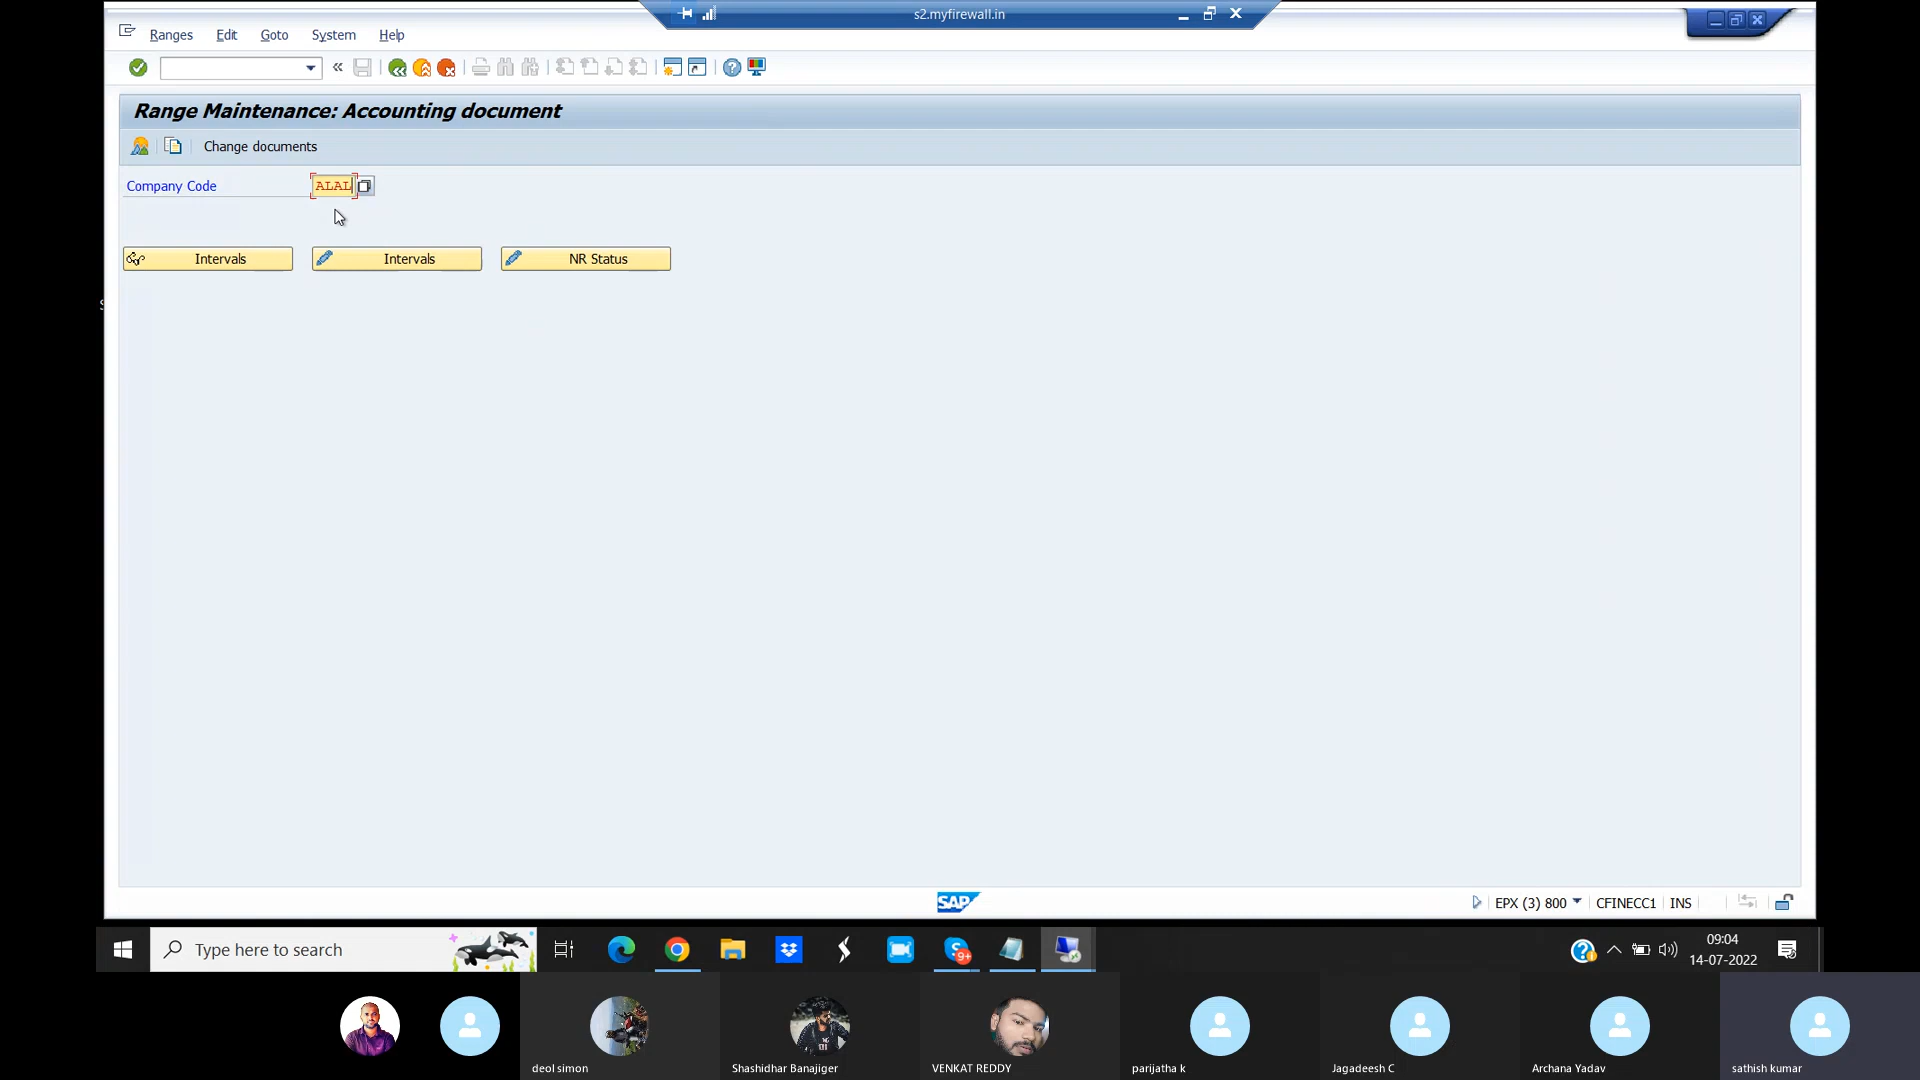 s2.myfirewall.in
Ranges Edit Goto System Help
Range Maintenance: Accounting document
Change documents
Company Code ALAL
Intervals Intervals NR Status
SAP EPX (3) 800 CFINECC1 INS
Type here to search
9+
09:04
14-07-2022
deol simon Shashidhar Banajiger VENKAT REDDY parijatha k Jagadeesh C Archana Yadav sathish kumar